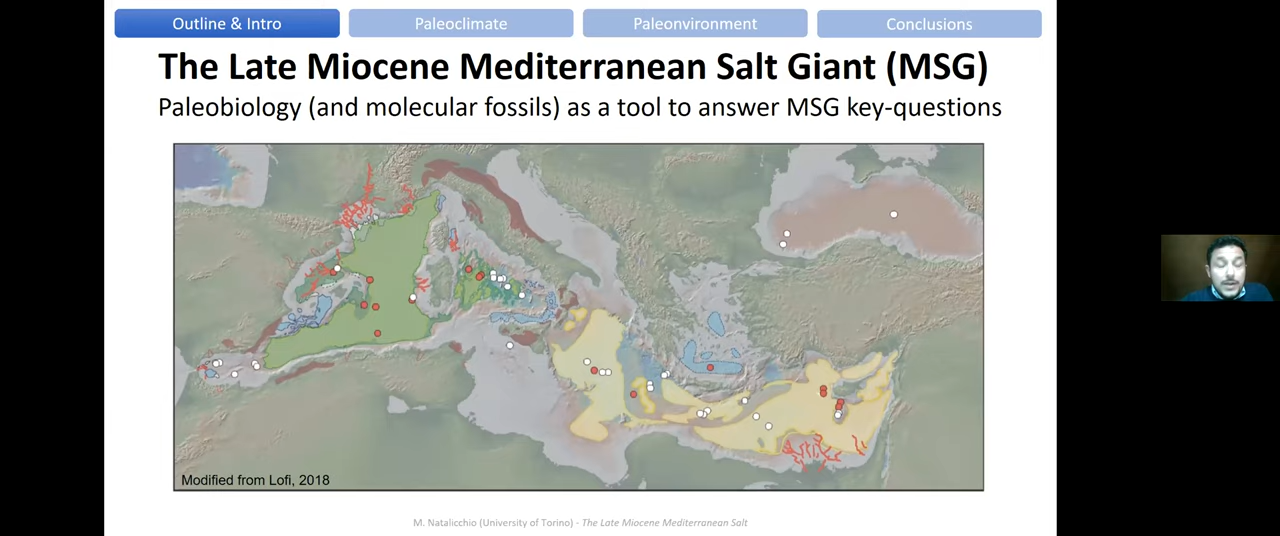 Outline & Intro
Paleoclimate
Paleonvironment
Conclusions
The Late Miocene Mediterranean Salt Giant (MSG)
Paleobiology (and molecular fossils) as a tool to answer MSG key-questions
Modified from Lofi, 2018
M. Natalicchio (University of Torino) - The Late Miocene Mediterranean Salt